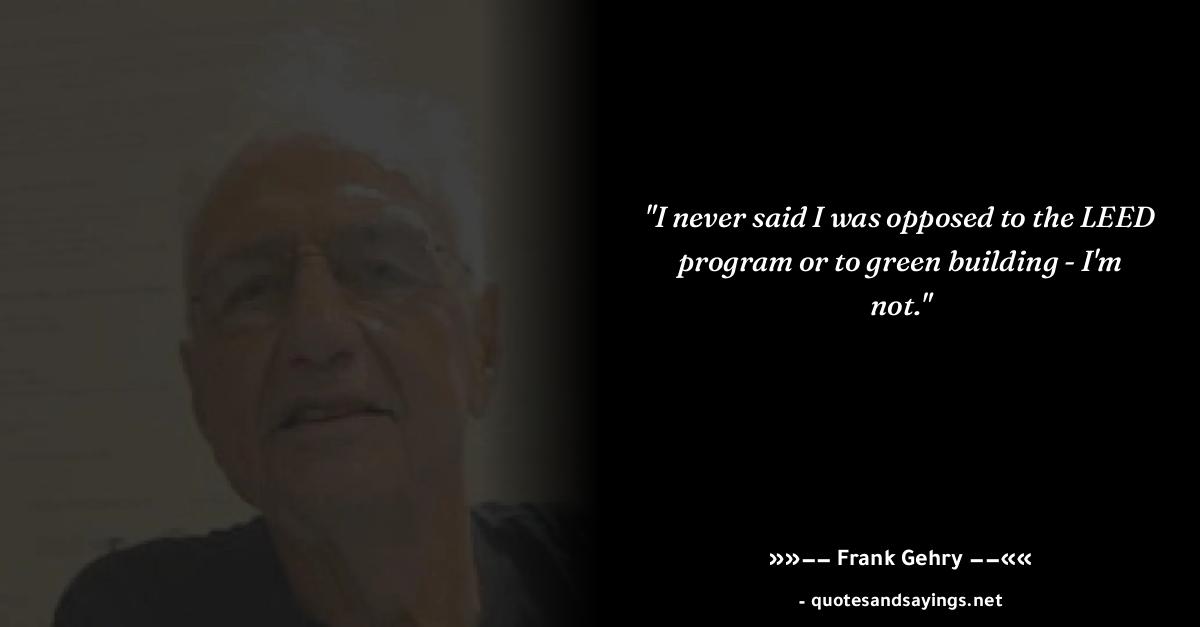 "I never said I was opposed to the LEED
program or to green building - I'm
not."
»»–– Frank Gehry ––««
- quotesandsayings.net